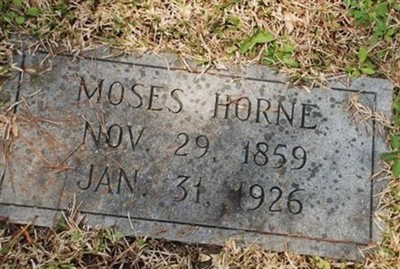 MOSES HORNE
NOV. 29. 1859
JAN. 31. 1926